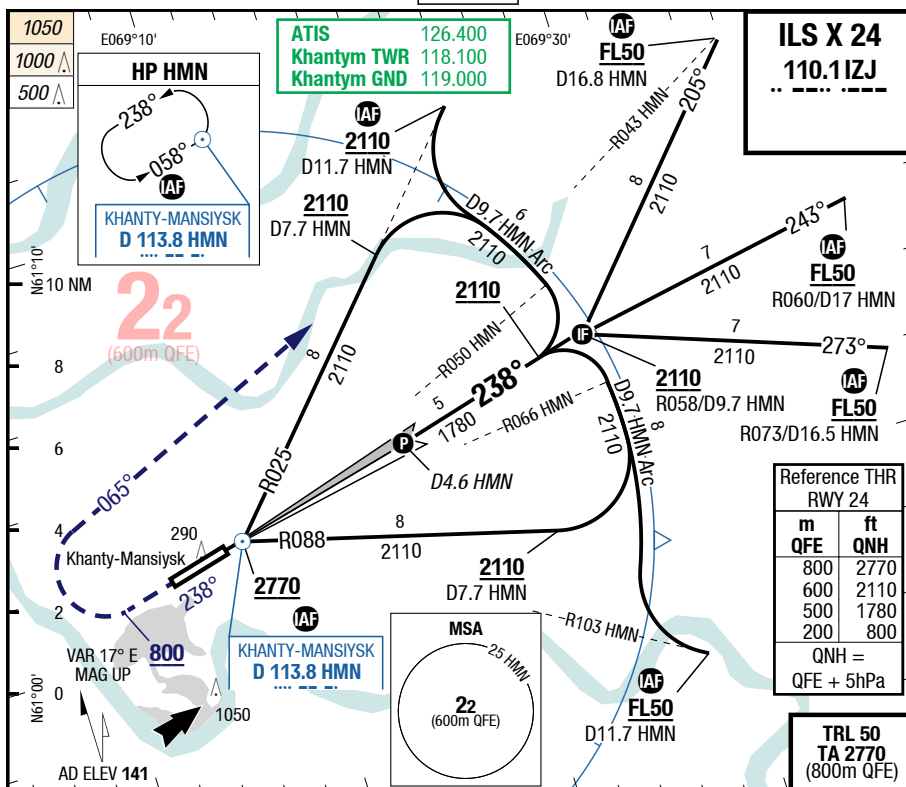 1050
1000
500
E069°10'
HP HMN
238°
058°
IAF
KHANTY-MANSIYSK
D 113.8 HMN
ATIS 126.400
Khantym TWR 118.100
Khantym GND 119.000
E069°30'
IAF
FL50
D16.8 HMN
ILS X 24
110.1 IZJ
IAF
2110
D11.7 HMN
2110
D7.7 HMN
R043 HMN
205°
8
2110
D9.7 HMN Arc
6
2110
243°
7
2110
IAF
FL50
R060/D17 HMN
N61°10'
10 NM
22
(600m QFE)
2110
IF
7
2110
273°
IAF
FL50
R073/D16.5 HMN
2110
R058/D9.7 HMN
8
8
2110
R050 HMN
5
238°
1780
R066 HMN
D9.7 HMN Arc
8
2110
P
D4.6 HMN
6
065°
R025
4
290
Khanty-Mansiysk
R088
8
2110
238°
2770
2110
D7.7 HMN
IAF
KHANTY-MANSIYSK
D 113.8 HMN
2
800
VAR 17° E
MAG UP
MSA
25 HMN
22
(600m QFE)
R103 HMN
IAF
FL50
D11.7 HMN
N61°00'
0
1050
AD ELEV 141
Reference THR
RWY 24
m ft
QFE QNH
800 2770
600 2110
500 1780
200 800
QNH =
QFE + 5hPa
TRL 50
TA 2770
(800m QFE)